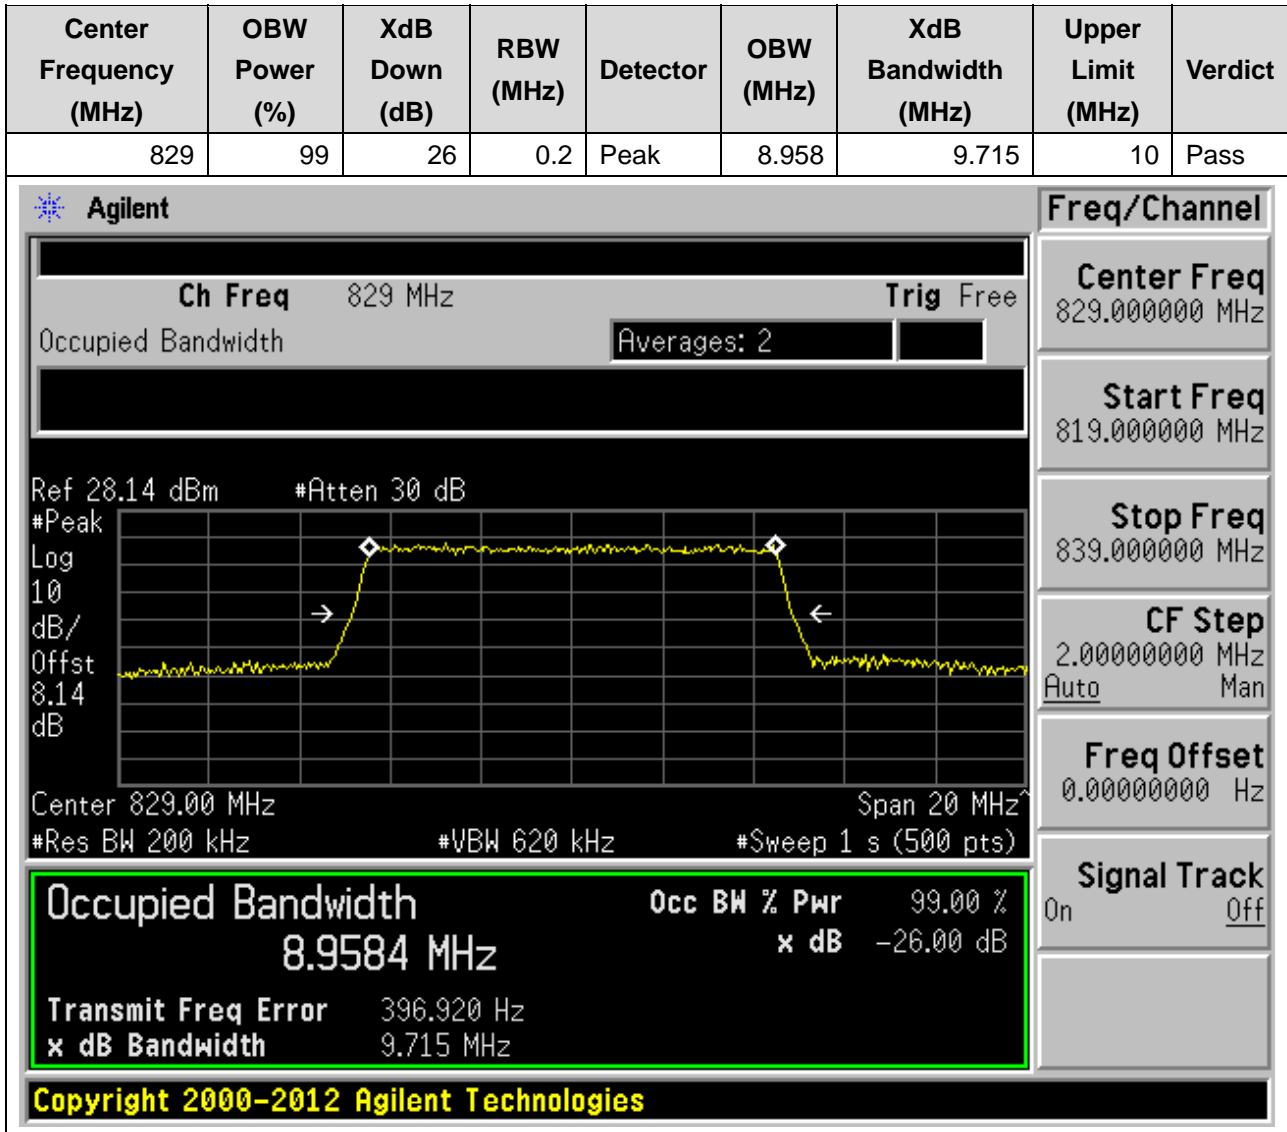 Center Frequency (MHz) OBW Power (%) XdB Down (dB) RBW (MHz) Detector OBW (MHz) XdB Bandwidth (MHz) Upper Limit (MHz) Verdict
829 99 26 0.2 Peak 8.958 9.715 10 Pass
Agilent
Freq/Channel
Ch Freq 829 MHz Trig Free
Occupied Bandwidth Averages: 2
Center Freq
829.000000 MHz
Start Freq
819.000000 MHz
Stop Freq
839.000000 MHz
CF Step
2.00000000 MHz
Auto Man
Freq Offset
0.00000000 Hz
Signal Track
On Off
Ref 28.14 dBm #Atten 30 dB
#Peak
Log
10
dB/
Offst
8.14
dB
Center 829.00 MHz Span 20 MHz^
#Res BW 200 kHz #VBW 620 kHz #Sweep 1 s (500 pts)
Occupied Bandwidth Occ BW % Pwr 99.00 %
8.9584 MHz x dB -26.00 dB
Transmit Freq Error 396.920 Hz
x dB Bandwidth 9.715 MHz
Copyright 2000-2012 Agilent Technologies